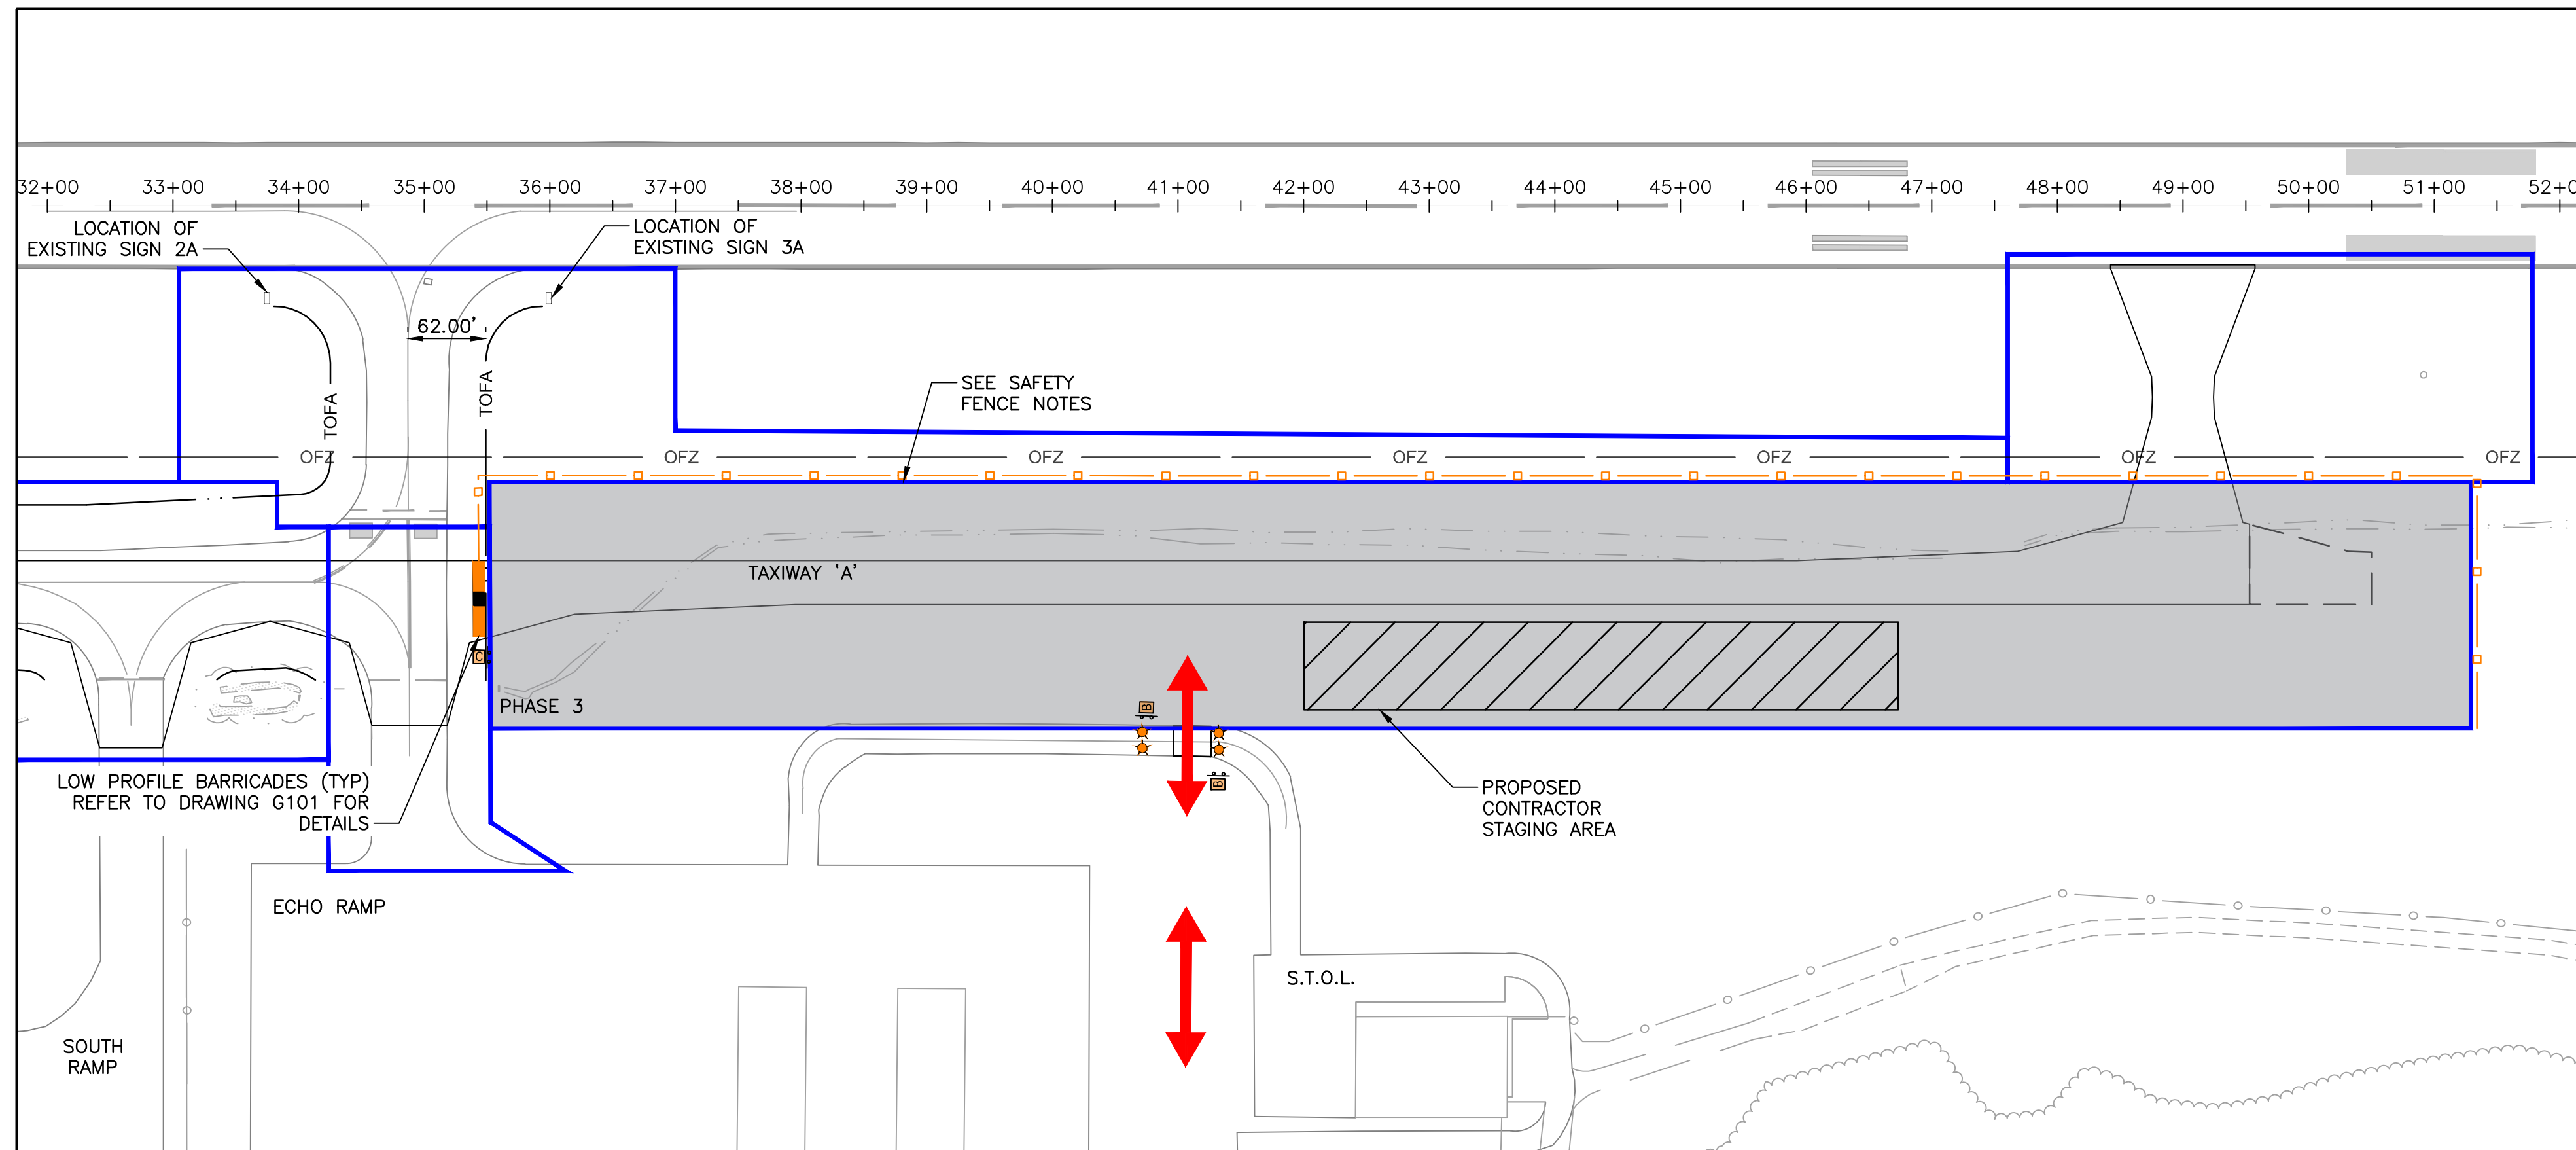 32+00 33+00 34+00 35+00 36+00 37+00 38+00 39+00 40+00 41+00 42+00 43+00 44+00 45+00 46+00 47+00 48+00 49+00 50+00 51+00 52+0
LOCATION OF
EXISTING SIGN 2A
LOCATION OF
EXISTING SIGN 3A
62.00'
TOFA
TOFA
SEE SAFETY
FENCE NOTES
OFZ OFZ OFZ OFZ OFZ OFZ OFZ
TAXIWAY 'A'
C
PHASE 3
B
B
LOW PROFILE BARRICADES (TYP)
REFER TO DRAWING G101 FOR
DETAILS
PROPOSED
CONTRACTOR
STAGING AREA
ECHO RAMP
S.T.O.L.
SOUTH
RAMP